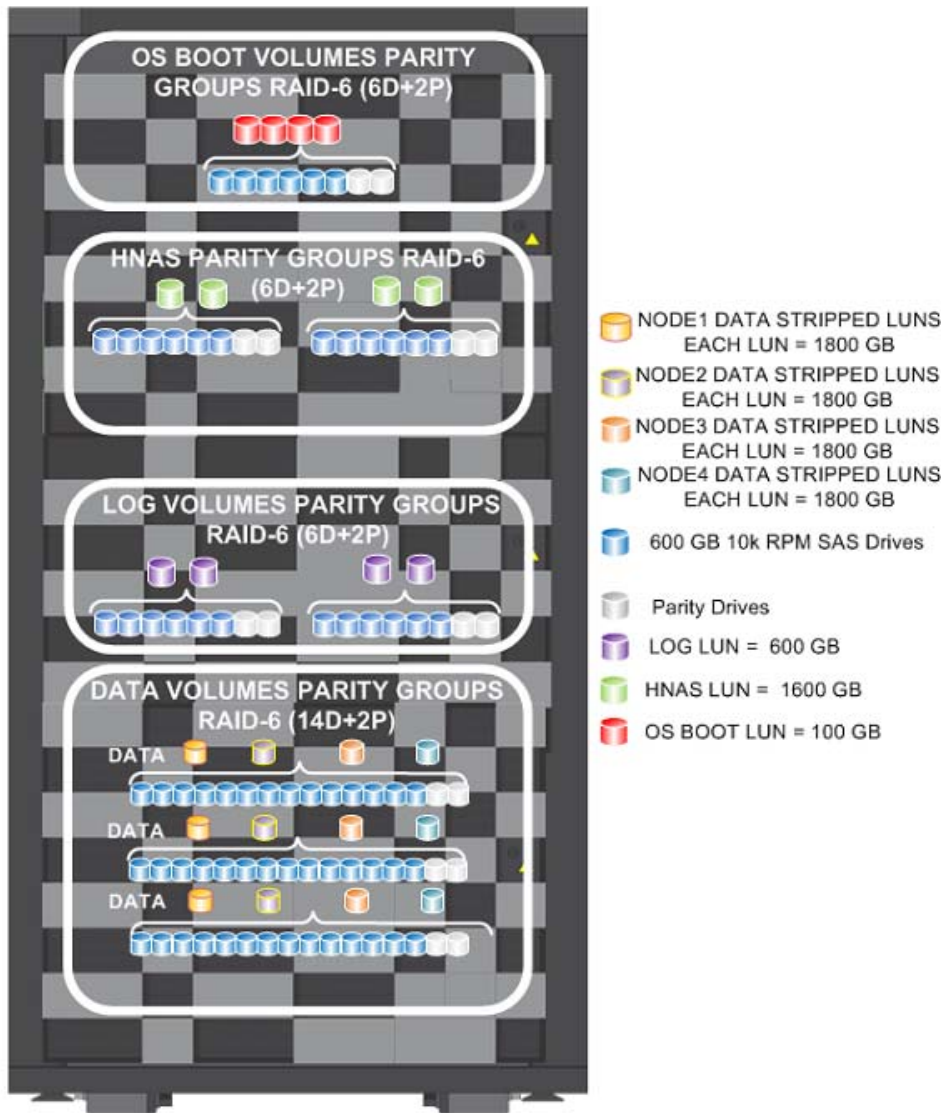 OS BOOT VOLUMES PARITY
GROUPS RAID-6 (6D+2P)
HNAS PARITY GROUPS RAID-6
(6D+2P)
LOG VOLUMES PARITY GROUPS
RAID-6 (6D+2P)
DATA VOLUMES PARITY GROUPS
RAID-6 (14D+2P)
DATA
DATA
DATA
NODE1 DATA STRIPPED LUNS
EACH LUN = 1800 GB
NODE2 DATA STRIPPED LUNS
EACH LUN = 1800 GB
NODE3 DATA STRIPPED LUNS
EACH LUN = 1800 GB
NODE4 DATA STRIPPED LUNS
EACH LUN = 1800 GB
600 GB 10k RPM SAS Drives
Parity Drives
LOG LUN = 600 GB
HNAS LUN = 1600 GB
OS BOOT LUN = 100 GB